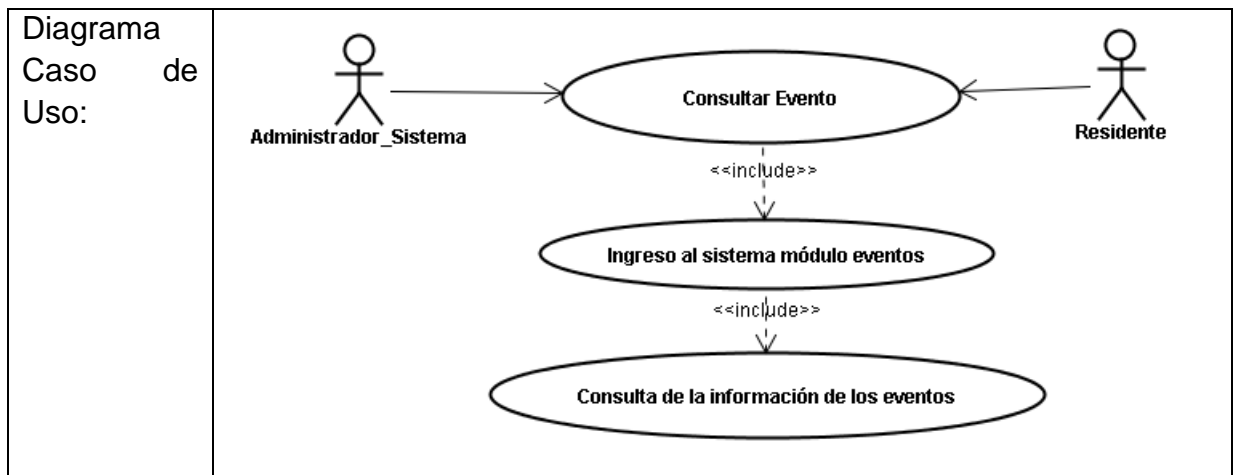 Diagrama
Caso de
Uso:
Consultar Evento
Administrador_Sistema
Residente
<<include>>
Ingreso al sistema módulo eventos
<<include>>
Consulta de la información de los eventos